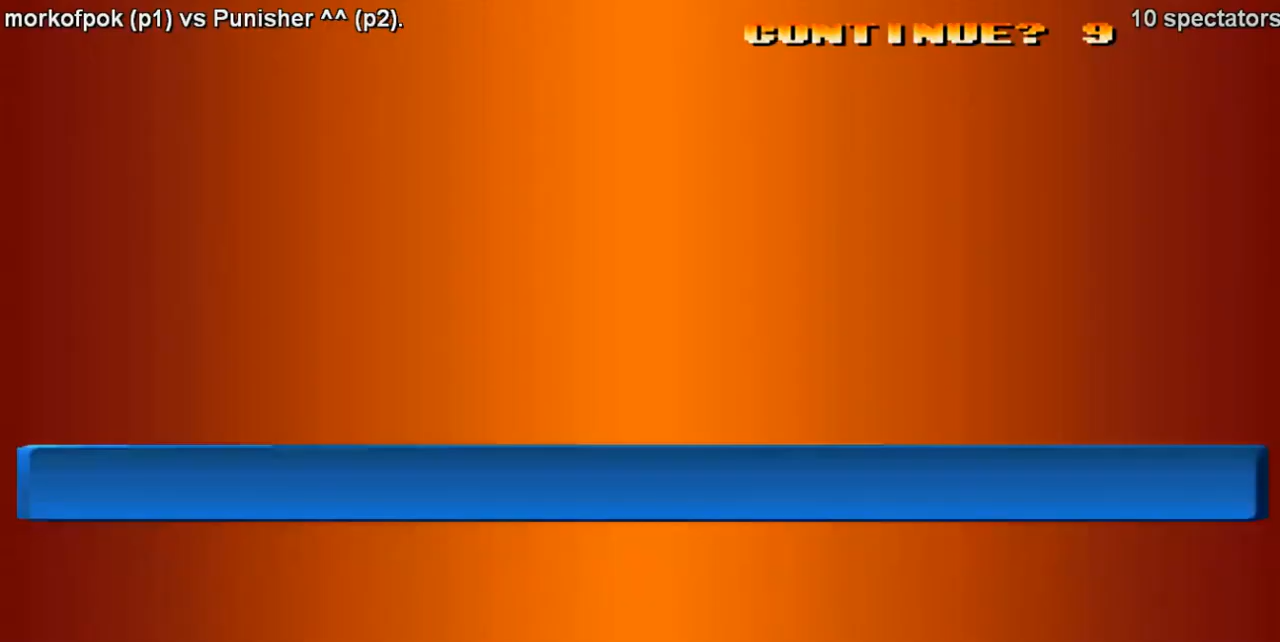 morkofpok (p1) vs Punisher ^^ (p2).
CONTINUE? 9
10 spectators